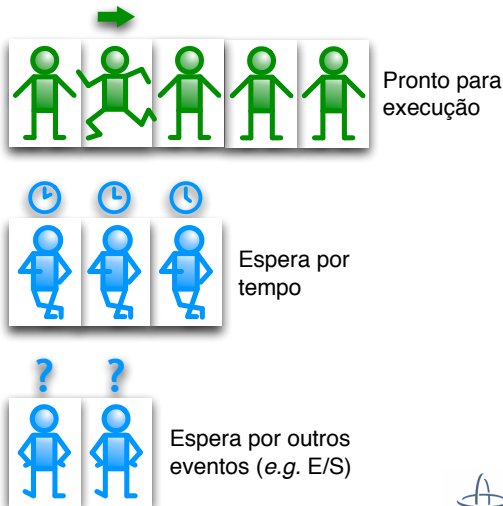 Pronto para
execução
Espera por
tempo
? ?
Espera por outros
eventos (e.g. E/S)